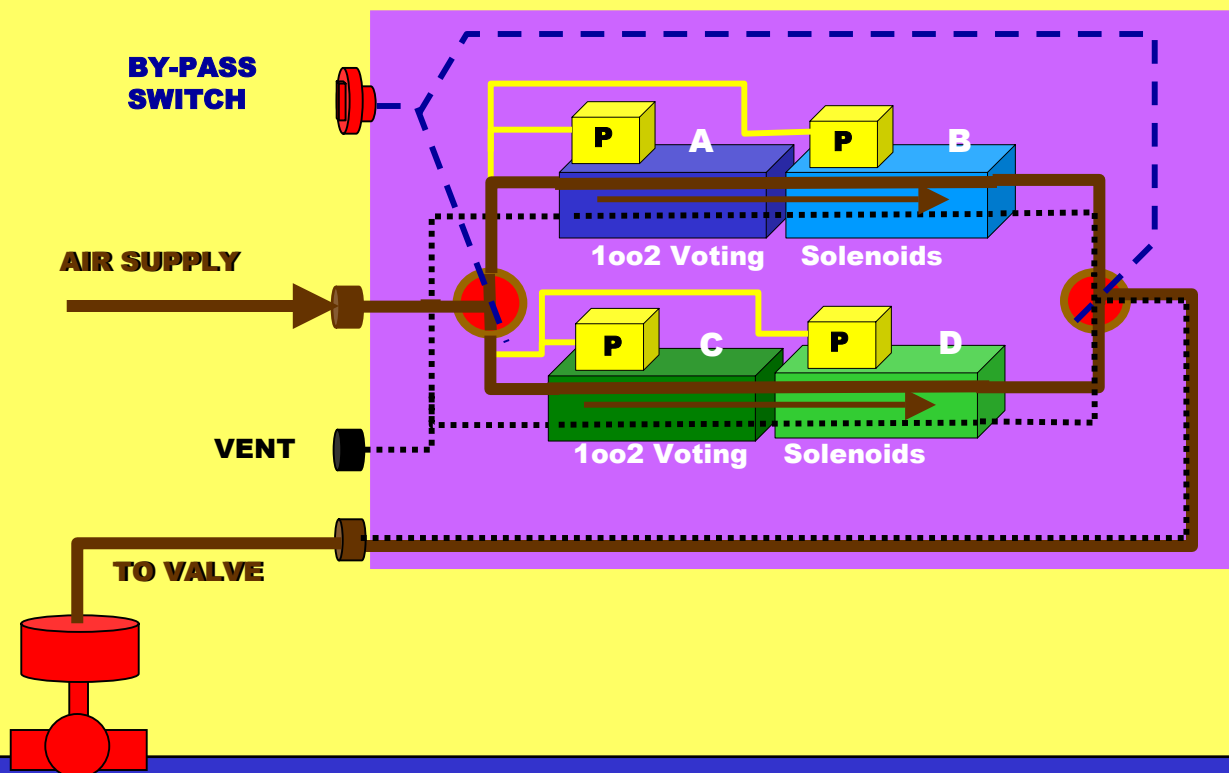 BY-PASS
SWITCH
P
A
P
B
1oo2 Voting
Solenoids
AIR SUPPLY
P
C
P
D
1oo2 Voting
Solenoids
VENT
TO VALVE